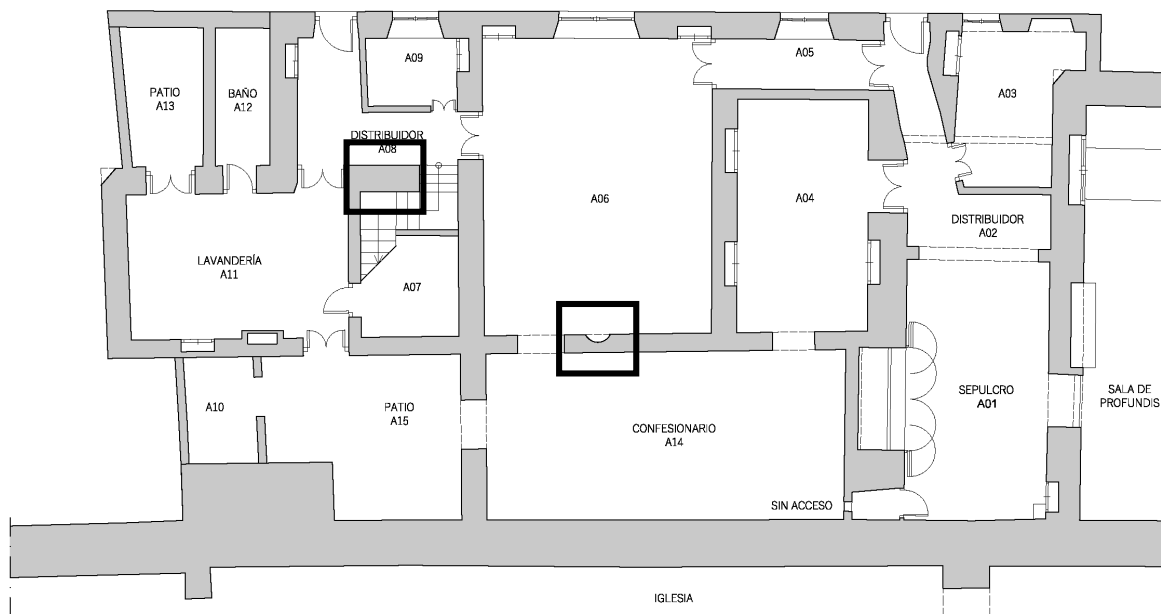 A05
A09
PATIO
A13
BAÑO
A12
A03
DISTRIBUIDOR
A08
A06
A04
DISTRIBUIDOR
A02
LAVANDERÍA
A11
A07
SEPULCRO
A01
SALA DE
PROFUNDIS
A10
PATIO
A15
CONFESIONARIO
A14
SIN ACCESO
IGLESIA